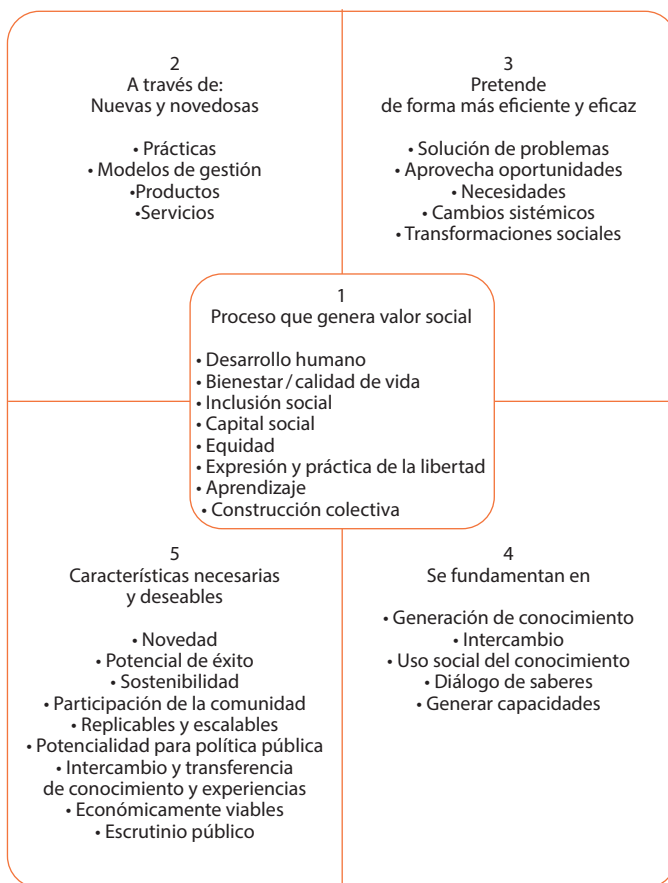 2
A través de:
Nuevas y novedosas
• Prácticas
• Modelos de gestión
•Productos
•Servicios
3
Pretende
de forma más eficiente y eficaz
• Solución de problemas
• Aprovecha oportunidades
• Necesidades
• Cambios sistémicos
• Transformaciones sociales
1
Proceso que genera valor social
• Desarrollo humano
• Bienestar / calidad de vida
• Inclusión social
• Capital social
• Equidad
• Expresión y práctica de la libertad
• Aprendizaje
• Construcción colectiva
5
Características necesarias
y deseables
• Novedad
• Potencial de éxito
• Sostenibilidad
• Participación de la comunidad
• Replicables y escalables
• Potencialidad para política pública
• Intercambio y transferencia
de conocimiento y experiencias
• Económicamente viables
• Escrutinio público
4
Se fundamentan en
• Generación de conocimiento
• Intercambio
• Uso social del conocimiento
• Diálogo de saberes
• Generar capacidades